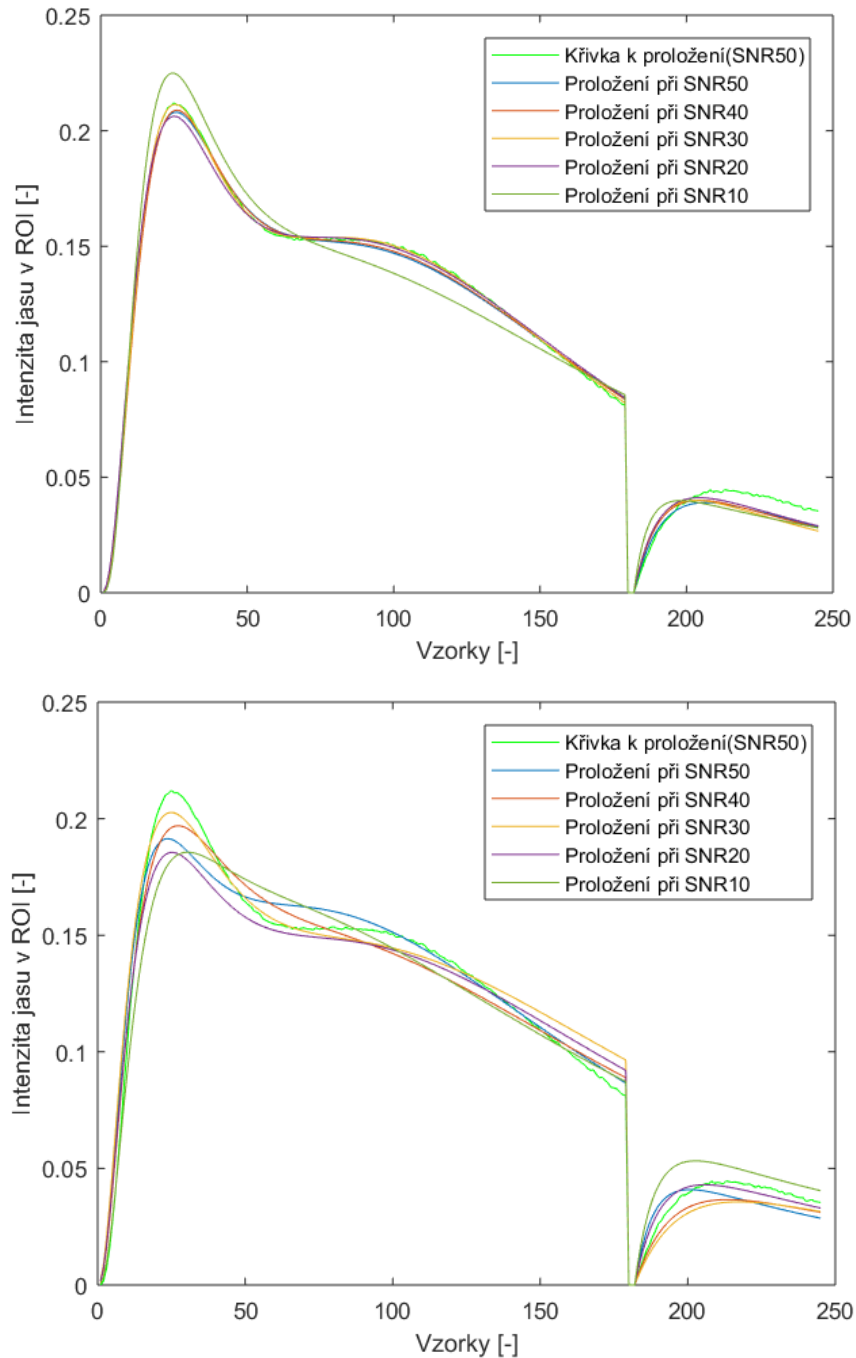 0.25
0.2
0.15
0.1
0.05
0
Intenzita jasu v ROI [-]
Křivka k proložení(SNR50)
Proložení při SNR50
Proložení při SNR40
Proložení při SNR30
Proložení při SNR20
Proložení při SNR10
0 50 100 150 200 250
Vzorky [-]
0.25
0.2
0.15
0.1
0.05
0
Intenzita jasu v ROI [-]
Křivka k proložení(SNR50)
Proložení při SNR50
Proložení při SNR40
Proložení při SNR30
Proložení při SNR20
Proložení při SNR10
0 50 100 150 200 250
Vzorky [-]